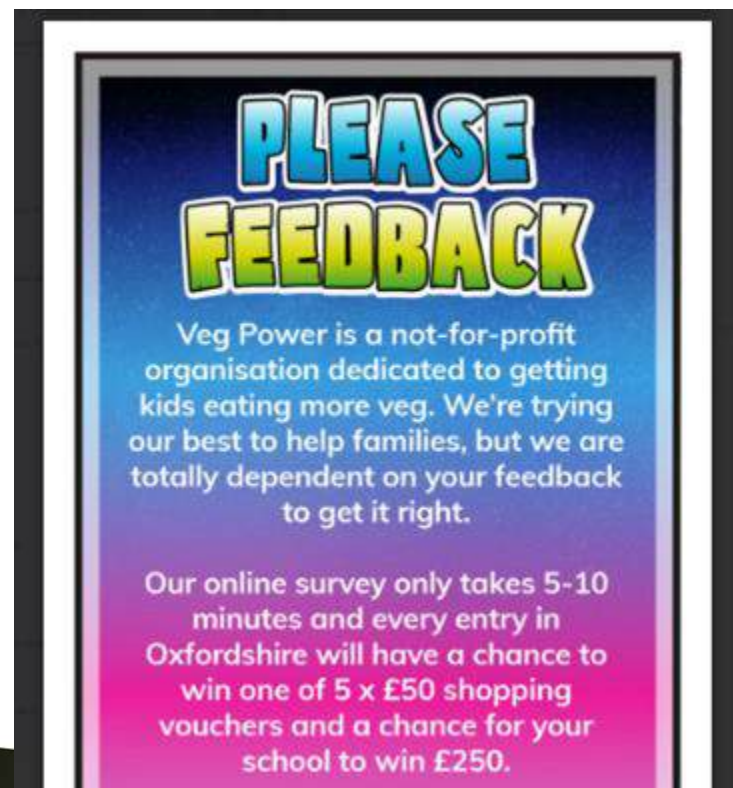 PLEASE
FEEDBACK
Veg Power is a not-for-profit
organisation dedicated to getting
kids eating more veg. We're trying
our best to help families, but we are
totally dependent on your feedback
to get it right.
Our online survey only takes 5-10
minutes and every entry in
Oxfordshire will have a chance to
win one of 5 x £50 shopping
vouchers and a chance for your
school to win £250.